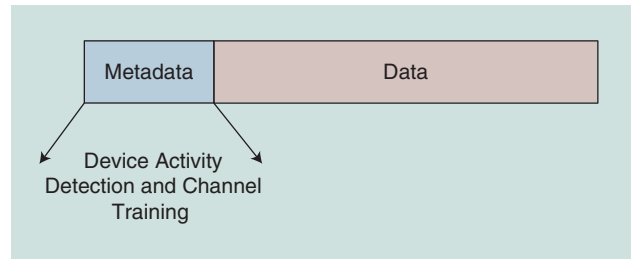 Metadata
Data
Device Activity
Detection and Channel
Training